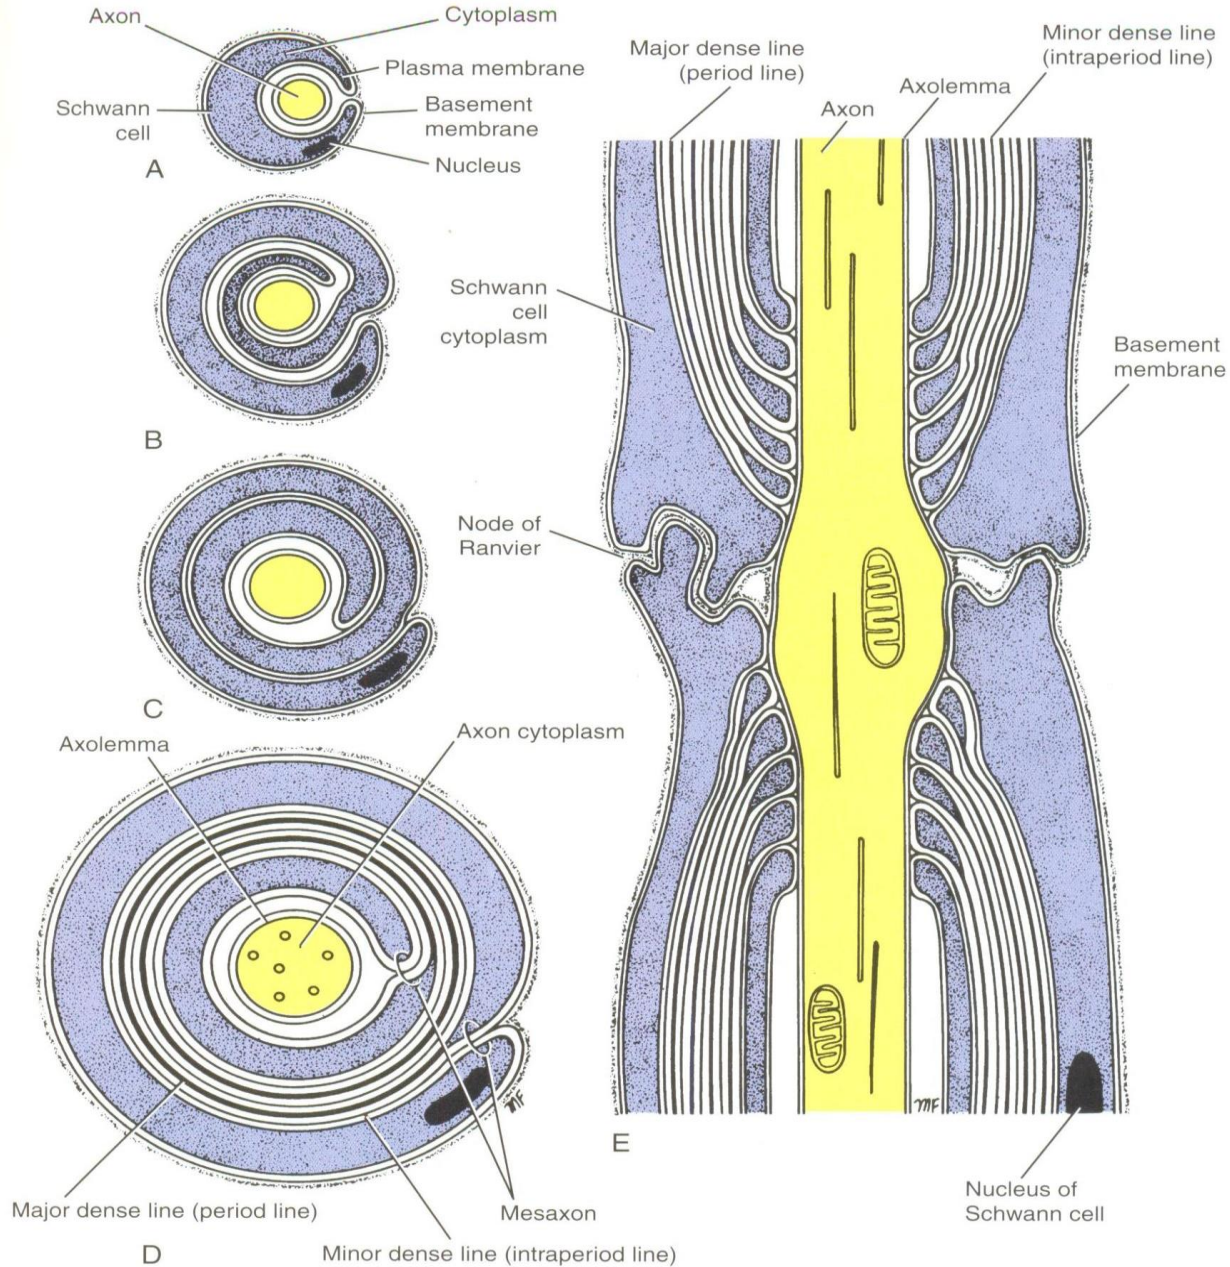 Axon
Cytoplasm
Plasma membrane
Schwann
cell
Basement
membrane
Nucleus
A
B
C
Axolemma
Axon cytoplasm
Major dense line (period line)
Mesaxon
Minor dense line (intraperiod line)
D
MF
Major dense line
(period line)
Minor dense line
(intraperiod line)
Axolemma
Axon
Schwann
cell
cytoplasm
Basement
membrane
Node of
Ranvier
MF
E
Nucleus of
Schwann cell